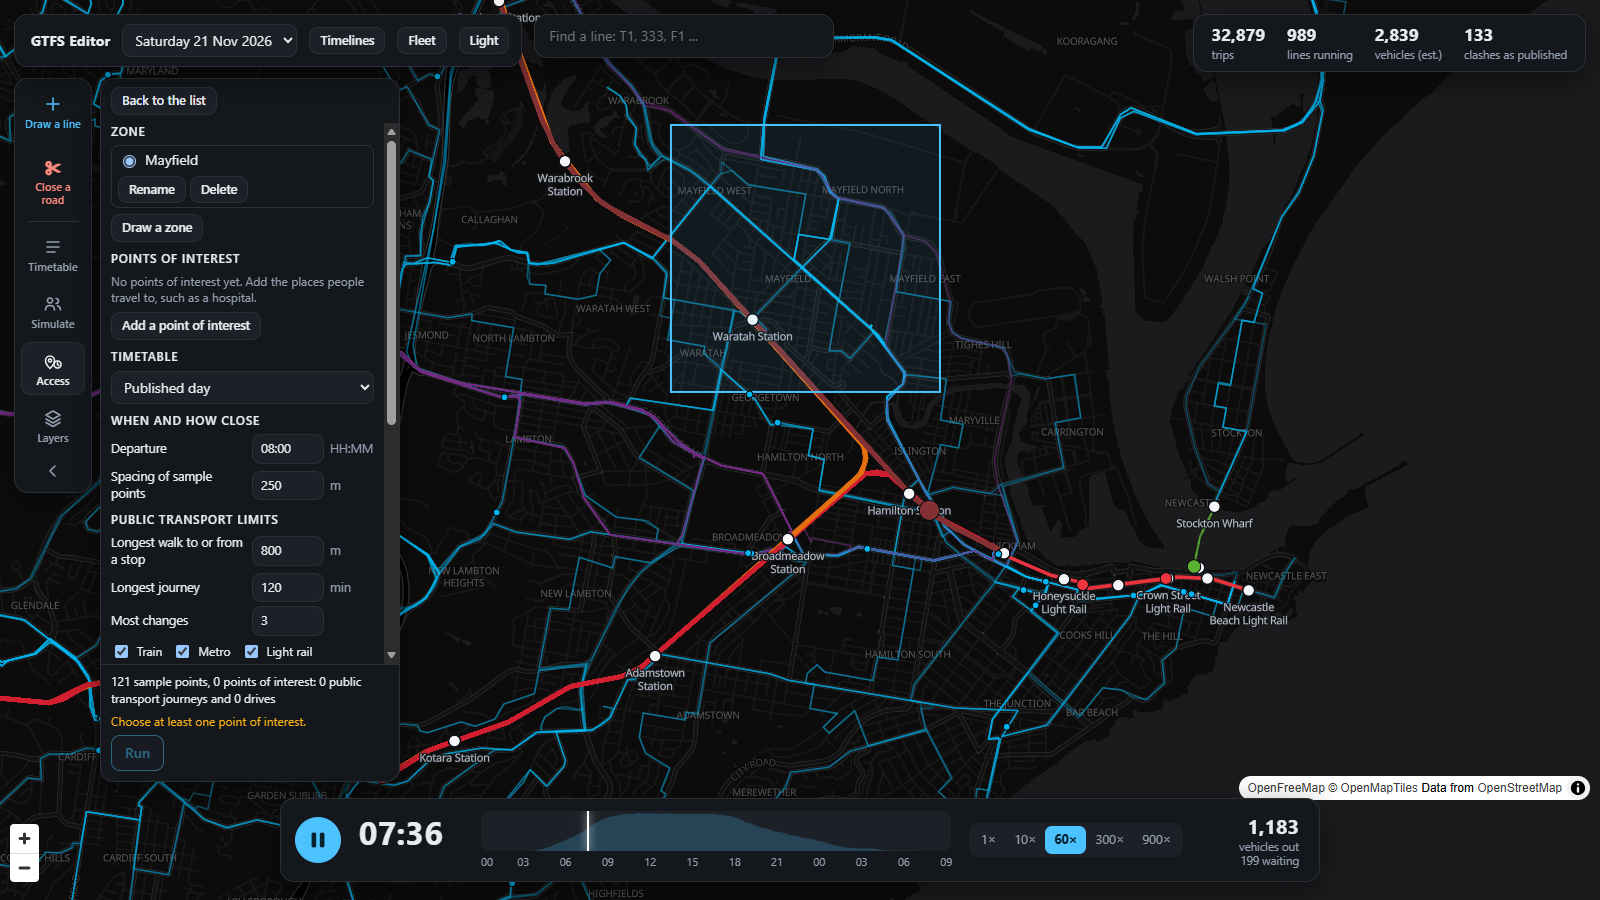 GTFS Editor
Saturday 21 Nov 2026
Timelines
Fleet
Light
Find a line: T1, 333, F1 ...
32,879
trips
989
lines running
2,839
vehicles (est.)
133
clashes as published
Draw a line
Close a
road
Timetable
Simulate
Access
Layers
Back to the list
ZONE
Mayfield
Rename
Delete
Draw a zone
POINTS OF INTEREST
No points of interest yet. Add the places people
travel to, such as a hospital.
Add a point of interest
TIMETABLE
Published day
WHEN AND HOW CLOSE
Departure
08:00
HH:MM
Spacing of sample
points
250
m
PUBLIC TRANSPORT LIMITS
Longest walk to or from
a stop
800
m
Longest journey
120
min
Most changes
3
Train
Metro
Light rail
121 sample points, 0 points of interest: 0 public
transport journeys and 0 drives
Choose at least one point of interest.
Run
MARYLAND
KOORAGANG
WARABROOK
Warabrook
Station
CALLAGHAN
MAYFIELD WEST
MAYFIELD NORTH
MAYFIELD
MAYFIELD EAST
WALSH POINT
WARATAH WEST
Waratah Station
WARATAH
JESMOND
NORTH LAMBTON
TIGHES HILL
GEORGETOWN
MARYVILLE
CARRINGTON
STOCKTON
LAMBTON
HAMILTON NORTH
ISLINGTON
Hamilton Station
Stockton Wharf
BROADMEADOW
Broadmeadow
Station
WICKHAM
NEW LAMBTON
HEIGHTS
NEW LAMBTON
Honeysuckle
Light Rail
Crown Street
Light Rail
NEWCASTLE EAST
Newcastle
Beach Light Rail
GLENDALE
COOKS HILL
THE HILL
HAMILTON SOUTH
Adamstown
Station
ADAMSTOWN
THE JUNCTION
BAR BEACH
Kotara Station
CARDIFF
CITY ROAD
MEREWETHER
GARDEN SUBURB
CARDIFF SOUTH
HIGHFIELDS
OpenFreeMap © OpenMapTiles Data from OpenStreetMap
07:36
00 03 06 09 12 15 18 21 00 03 06 09
1× 10× 60× 300× 900×
1,183
vehicles out
199 waiting